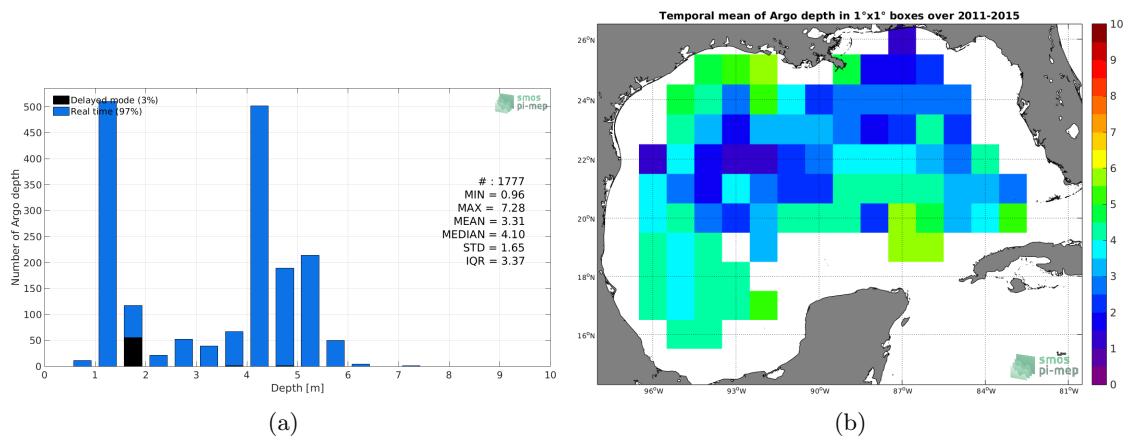 Delayed mode (3%)
Real time (97%)
smos
pi-mep
# : 1777
MIN = 0.96
MAX = 7.28
MEAN = 3.31
MEDIAN = 4.10
STD = 1.65
IQR = 3.37
Number of Argo depth
500
450
400
350
300
250
200
150
100
50
0
0 1 2 3 4 5 6 7 8 9 10
Depth [m]
(a)
Temporal mean of Argo depth in 1°x1° boxes over 2011-2015
26°N
24°N
22°N
20°N
18°N
16°N
96°W 93°W 90°W 87°W 84°W 81°W
smos
pi-mep
10
9
8
7
6
5
4
3
2
1
0
(b)